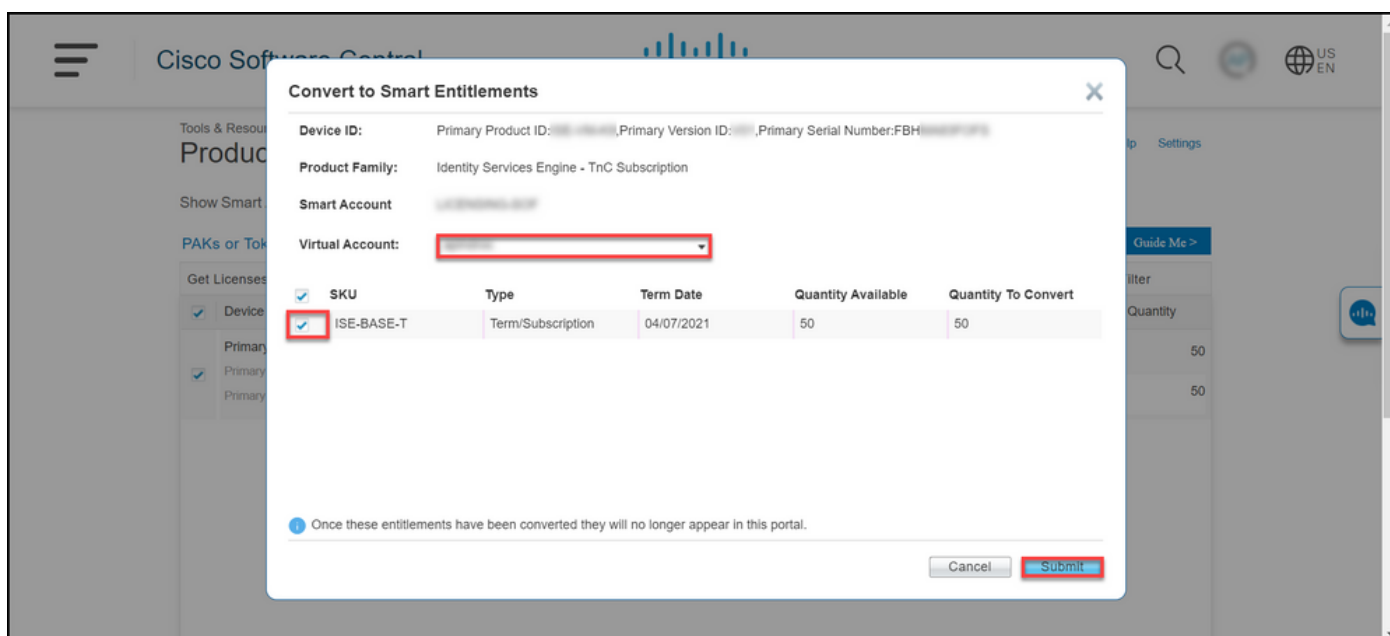 Cisco Software Central
US
EN
Convert to Smart Entitlements
Tools & Resou
Produc
lp Settings
Device ID: Primary Product ID: ,Primary Version ID: ,Primary Serial Number:FBH
Product Family: Identity Services Engine - TnC Subscription
Show Smart
Smart Account
PAKs or Tok
Virtual Account:
Guide Me >
Get Licenses
ilter
SKU Type Term Date Quantity Available Quantity To Convert
Device
Quantity
ISE-BASE-T Term/Subscription 04/07/2021 50 50
Primary
50
Primary
Primary
50
Once these entitlements have been converted they will no longer appear in this portal.
Cancel Submit